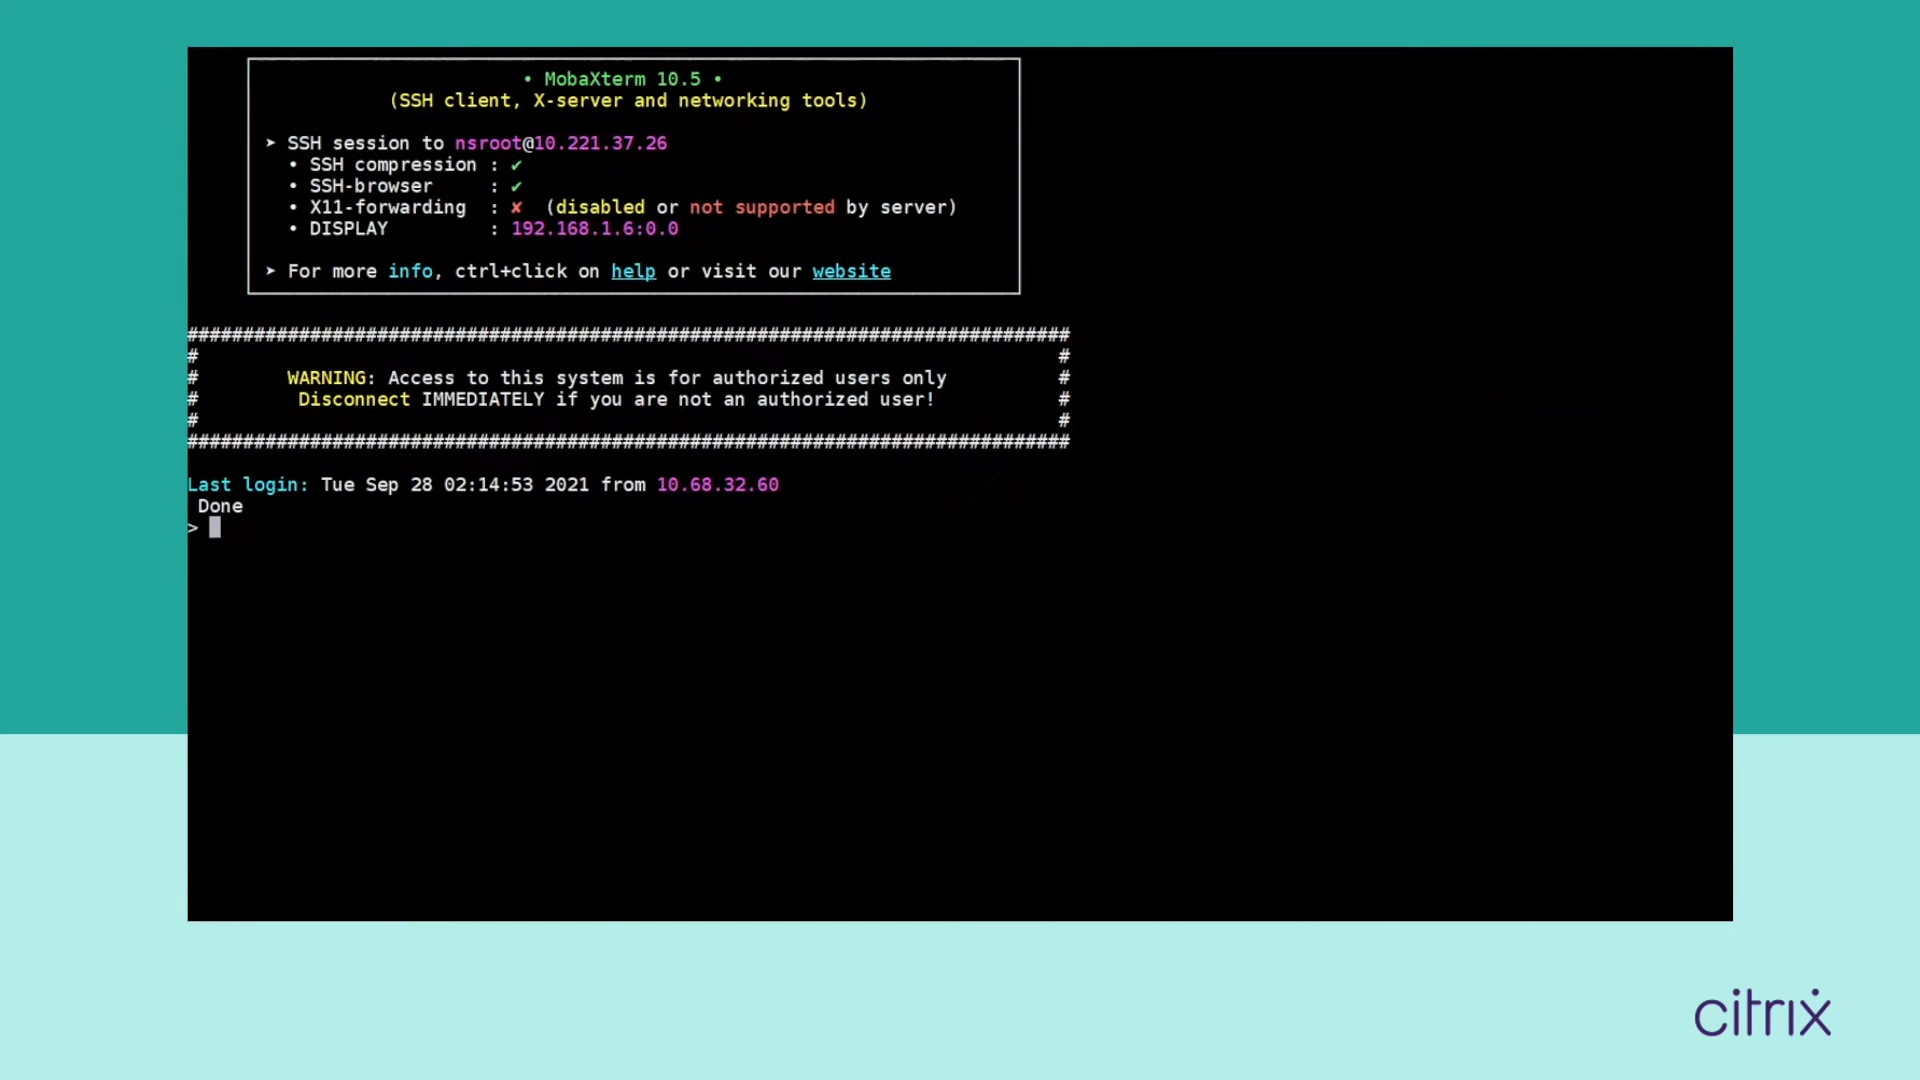 • MobaXterm 10.5 •
(SSH client, X-server and networking tools)
➤ SSH session to nsroot@10.221.37.26
• SSH compression : ✔
• SSH-browser : ✔
• X11-forwarding : ✘ (disabled or not supported by server)
• DISPLAY : 192.168.1.6:0.0
➤ For more info, ctrl+click on help or visit our website
###############################################################################
# #
# WARNING: Access to this system is for authorized users only #
# Disconnect IMMEDIATELY if you are not an authorized user! #
# #
###############################################################################
Last login: Tue Sep 28 02:14:53 2021 from 10.68.32.60
Done
>
citrix